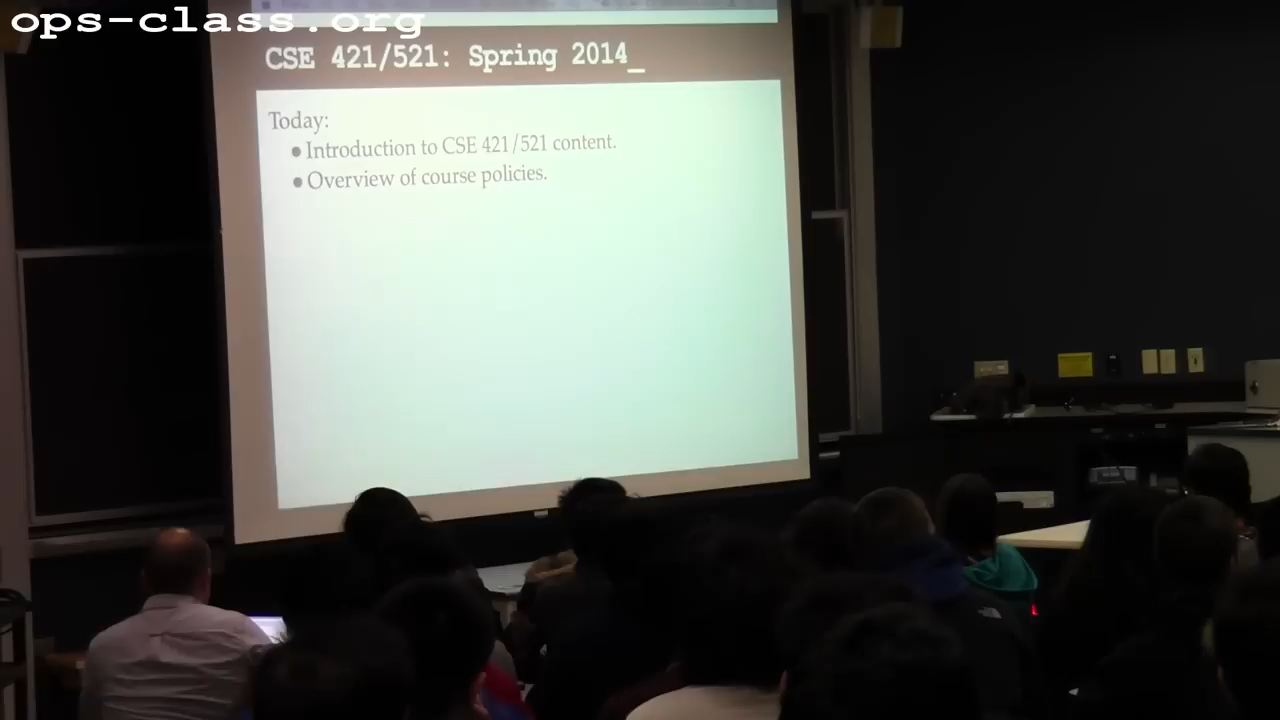 ops-class.org
CSE 421/521: Spring 2014_
Today:
● Introduction to CSE 421/521 content.
● Overview of course policies.